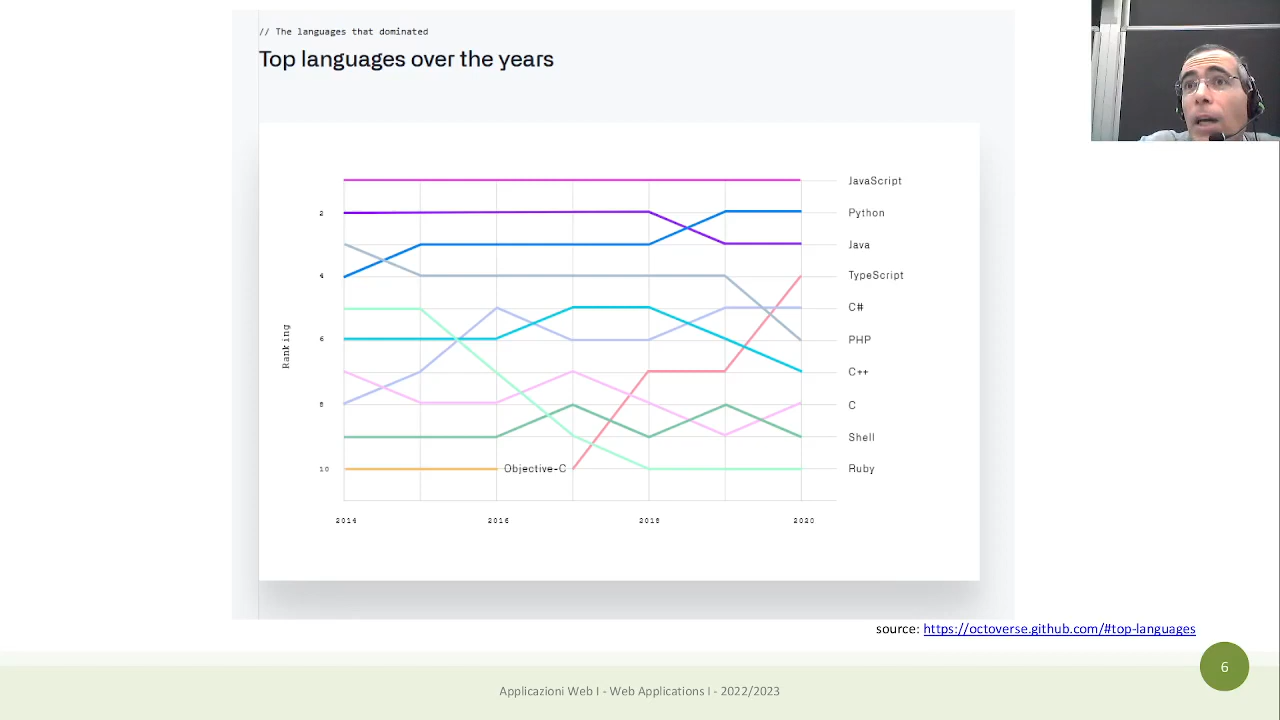 // The languages that dominated
Top languages over the years
JavaScript
2
Python
Java
4
TypeScript
C#
Ranking
6
PHP
C++
8
C
Shell
10
Objective-C
Ruby
2014
2016
2018
2020
source: https://octoverse.github.com/#top-languages
6
Applicazioni Web I - Web Applications I - 2022/2023